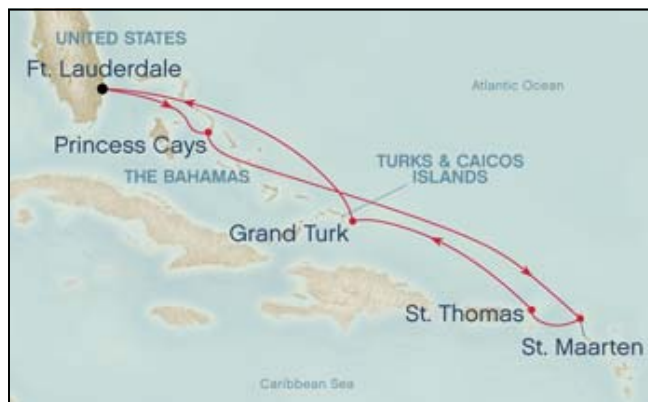 UNITED STATES
Ft. Lauderdale
Atlantic Ocean
Princess Cays
THE BAHAMAS
TURKS & CAICOS
ISLANDS
Grand Turk
St. Thomas
St. Maarten
Caribbean Sea